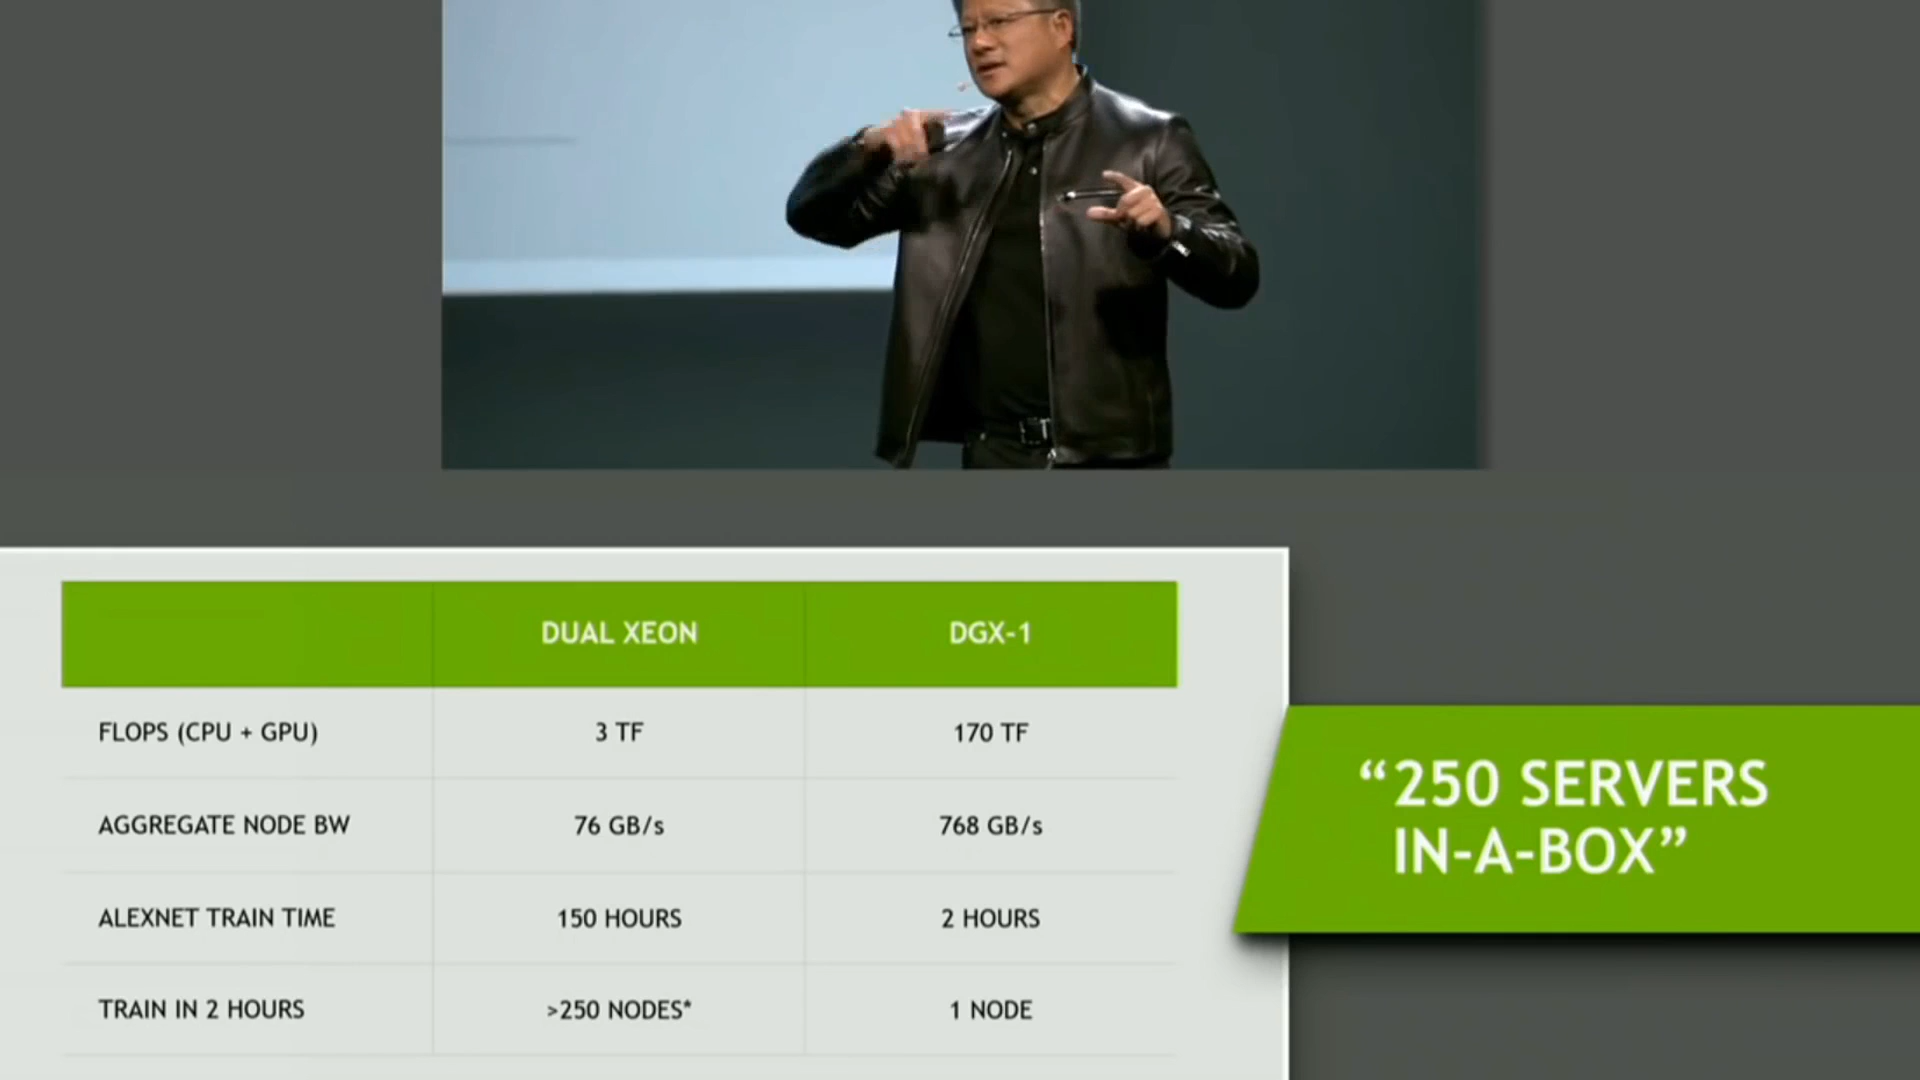 DUAL XEON DGX-1
FLOPS (CPU + GPU) 3 TF 170 TF
AGGREGATE NODE BW 76 GB/s 768 GB/s
ALEXNET TRAIN TIME 150 HOURS 2 HOURS
TRAIN IN 2 HOURS >250 NODES* 1 NODE
“250 SERVERS
IN-A-BOX”